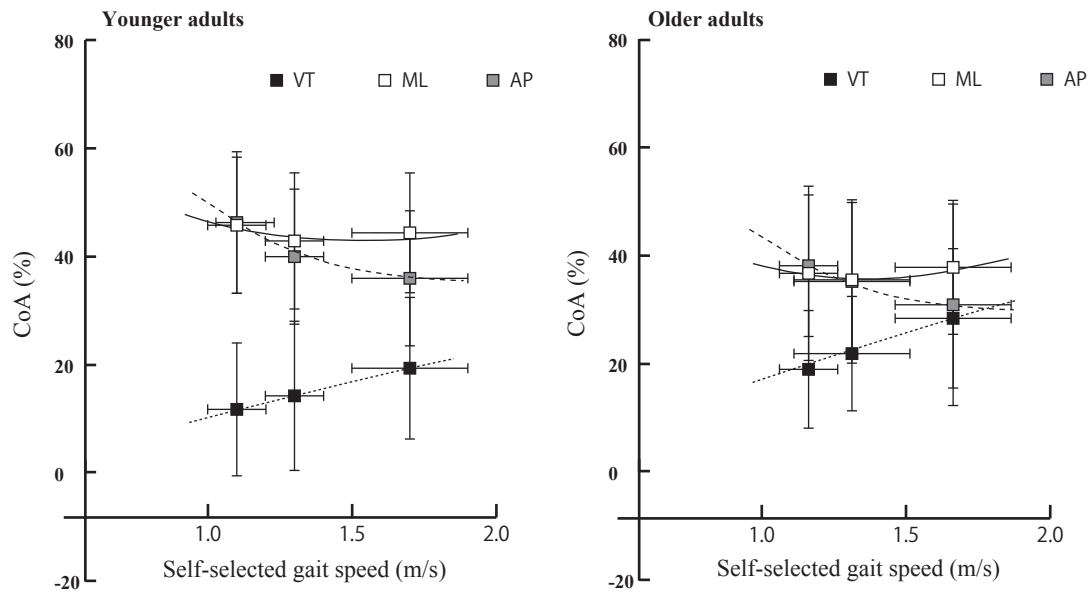 Younger adults
80
60
40
20
0
-20
CoA (%)
VT ML AP
1.0 1.5 2.0
Self-selected gait speed (m/s)
Older adults
80
60
40
20
0
-20
CoA (%)
VT ML AP
1.0 1.5 2.0
Self-selected gait speed (m/s)